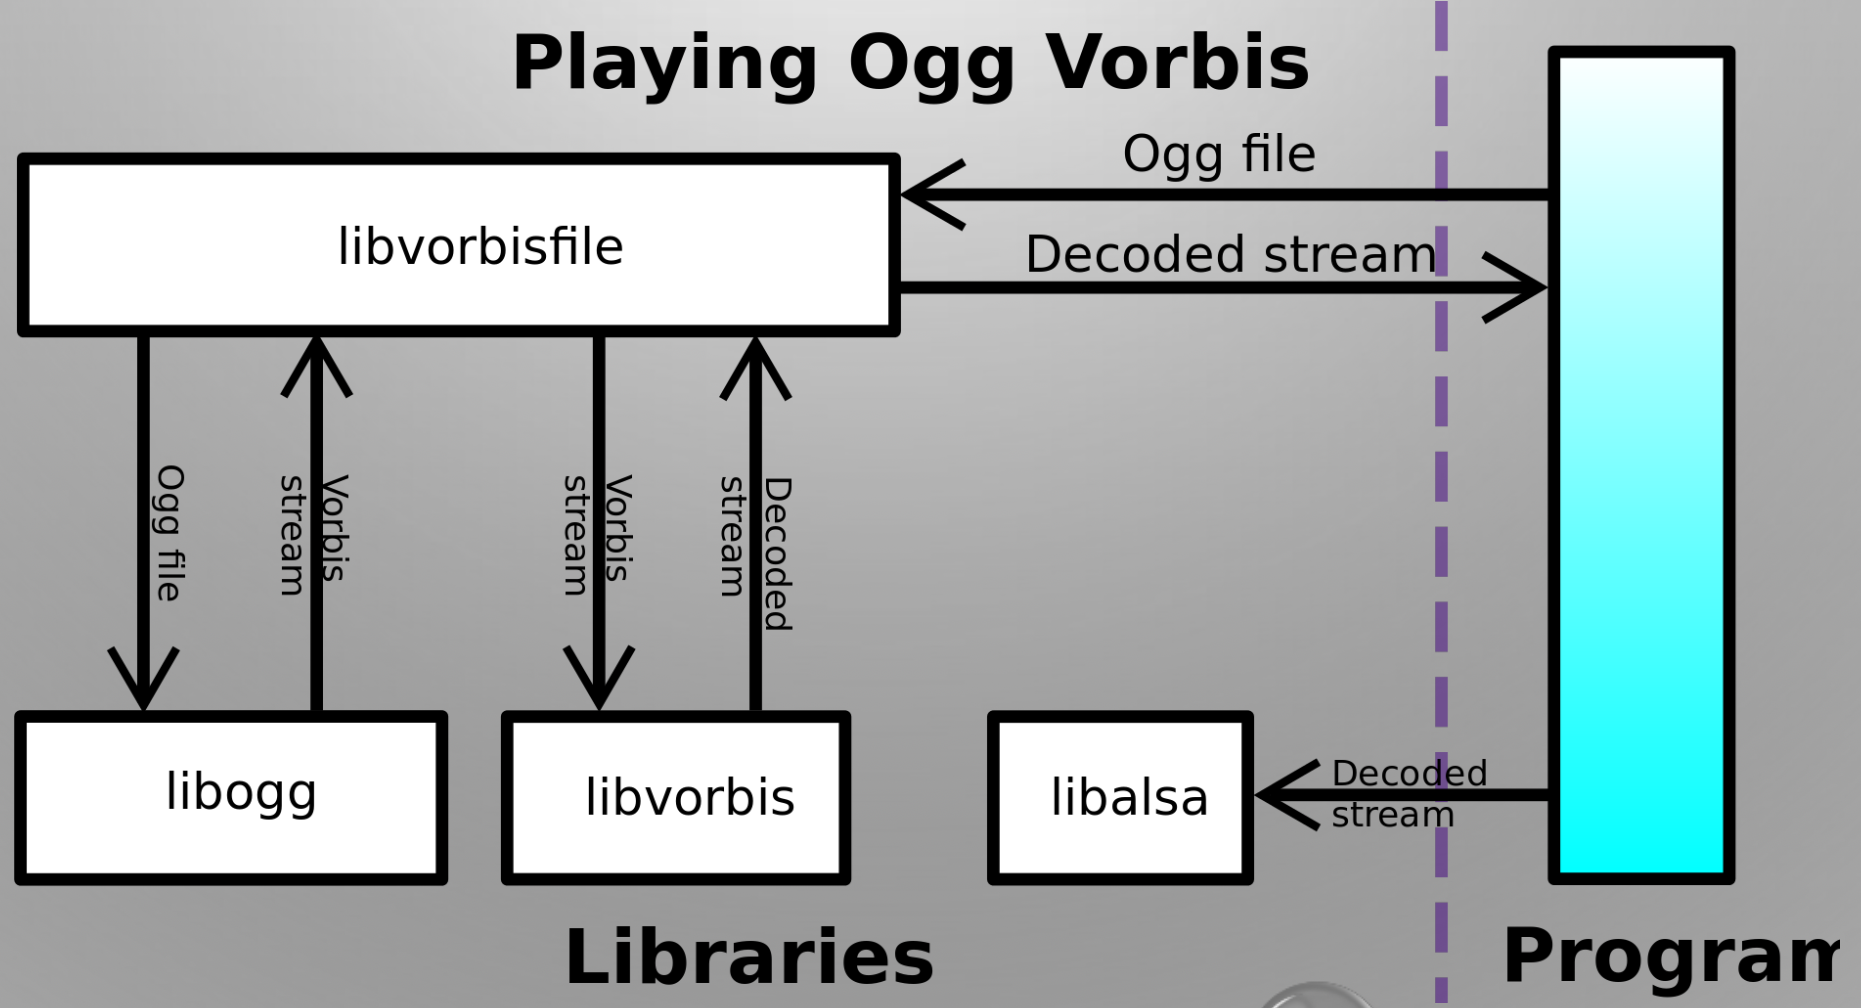 Playing Ogg Vorbis
Ogg file
libvorbisfile
Decoded stream
Ogg file
Vorbis
stream
Vorbis
stream
Decoded
stream
libogg
libvorbis
libalsa
Decoded
stream
Libraries
Program